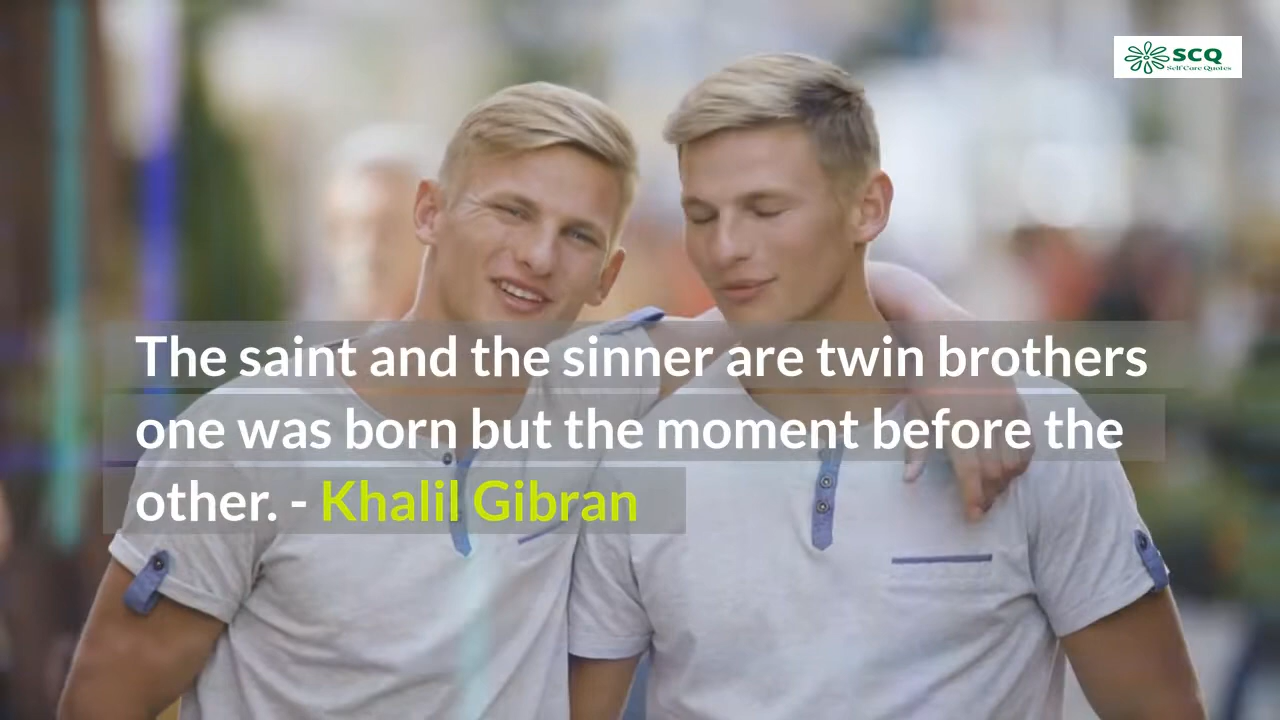 SCQ
Self Care Quotes
The saint and the sinner are twin brothers
one was born but the moment before the
other. - Khalil Gibran